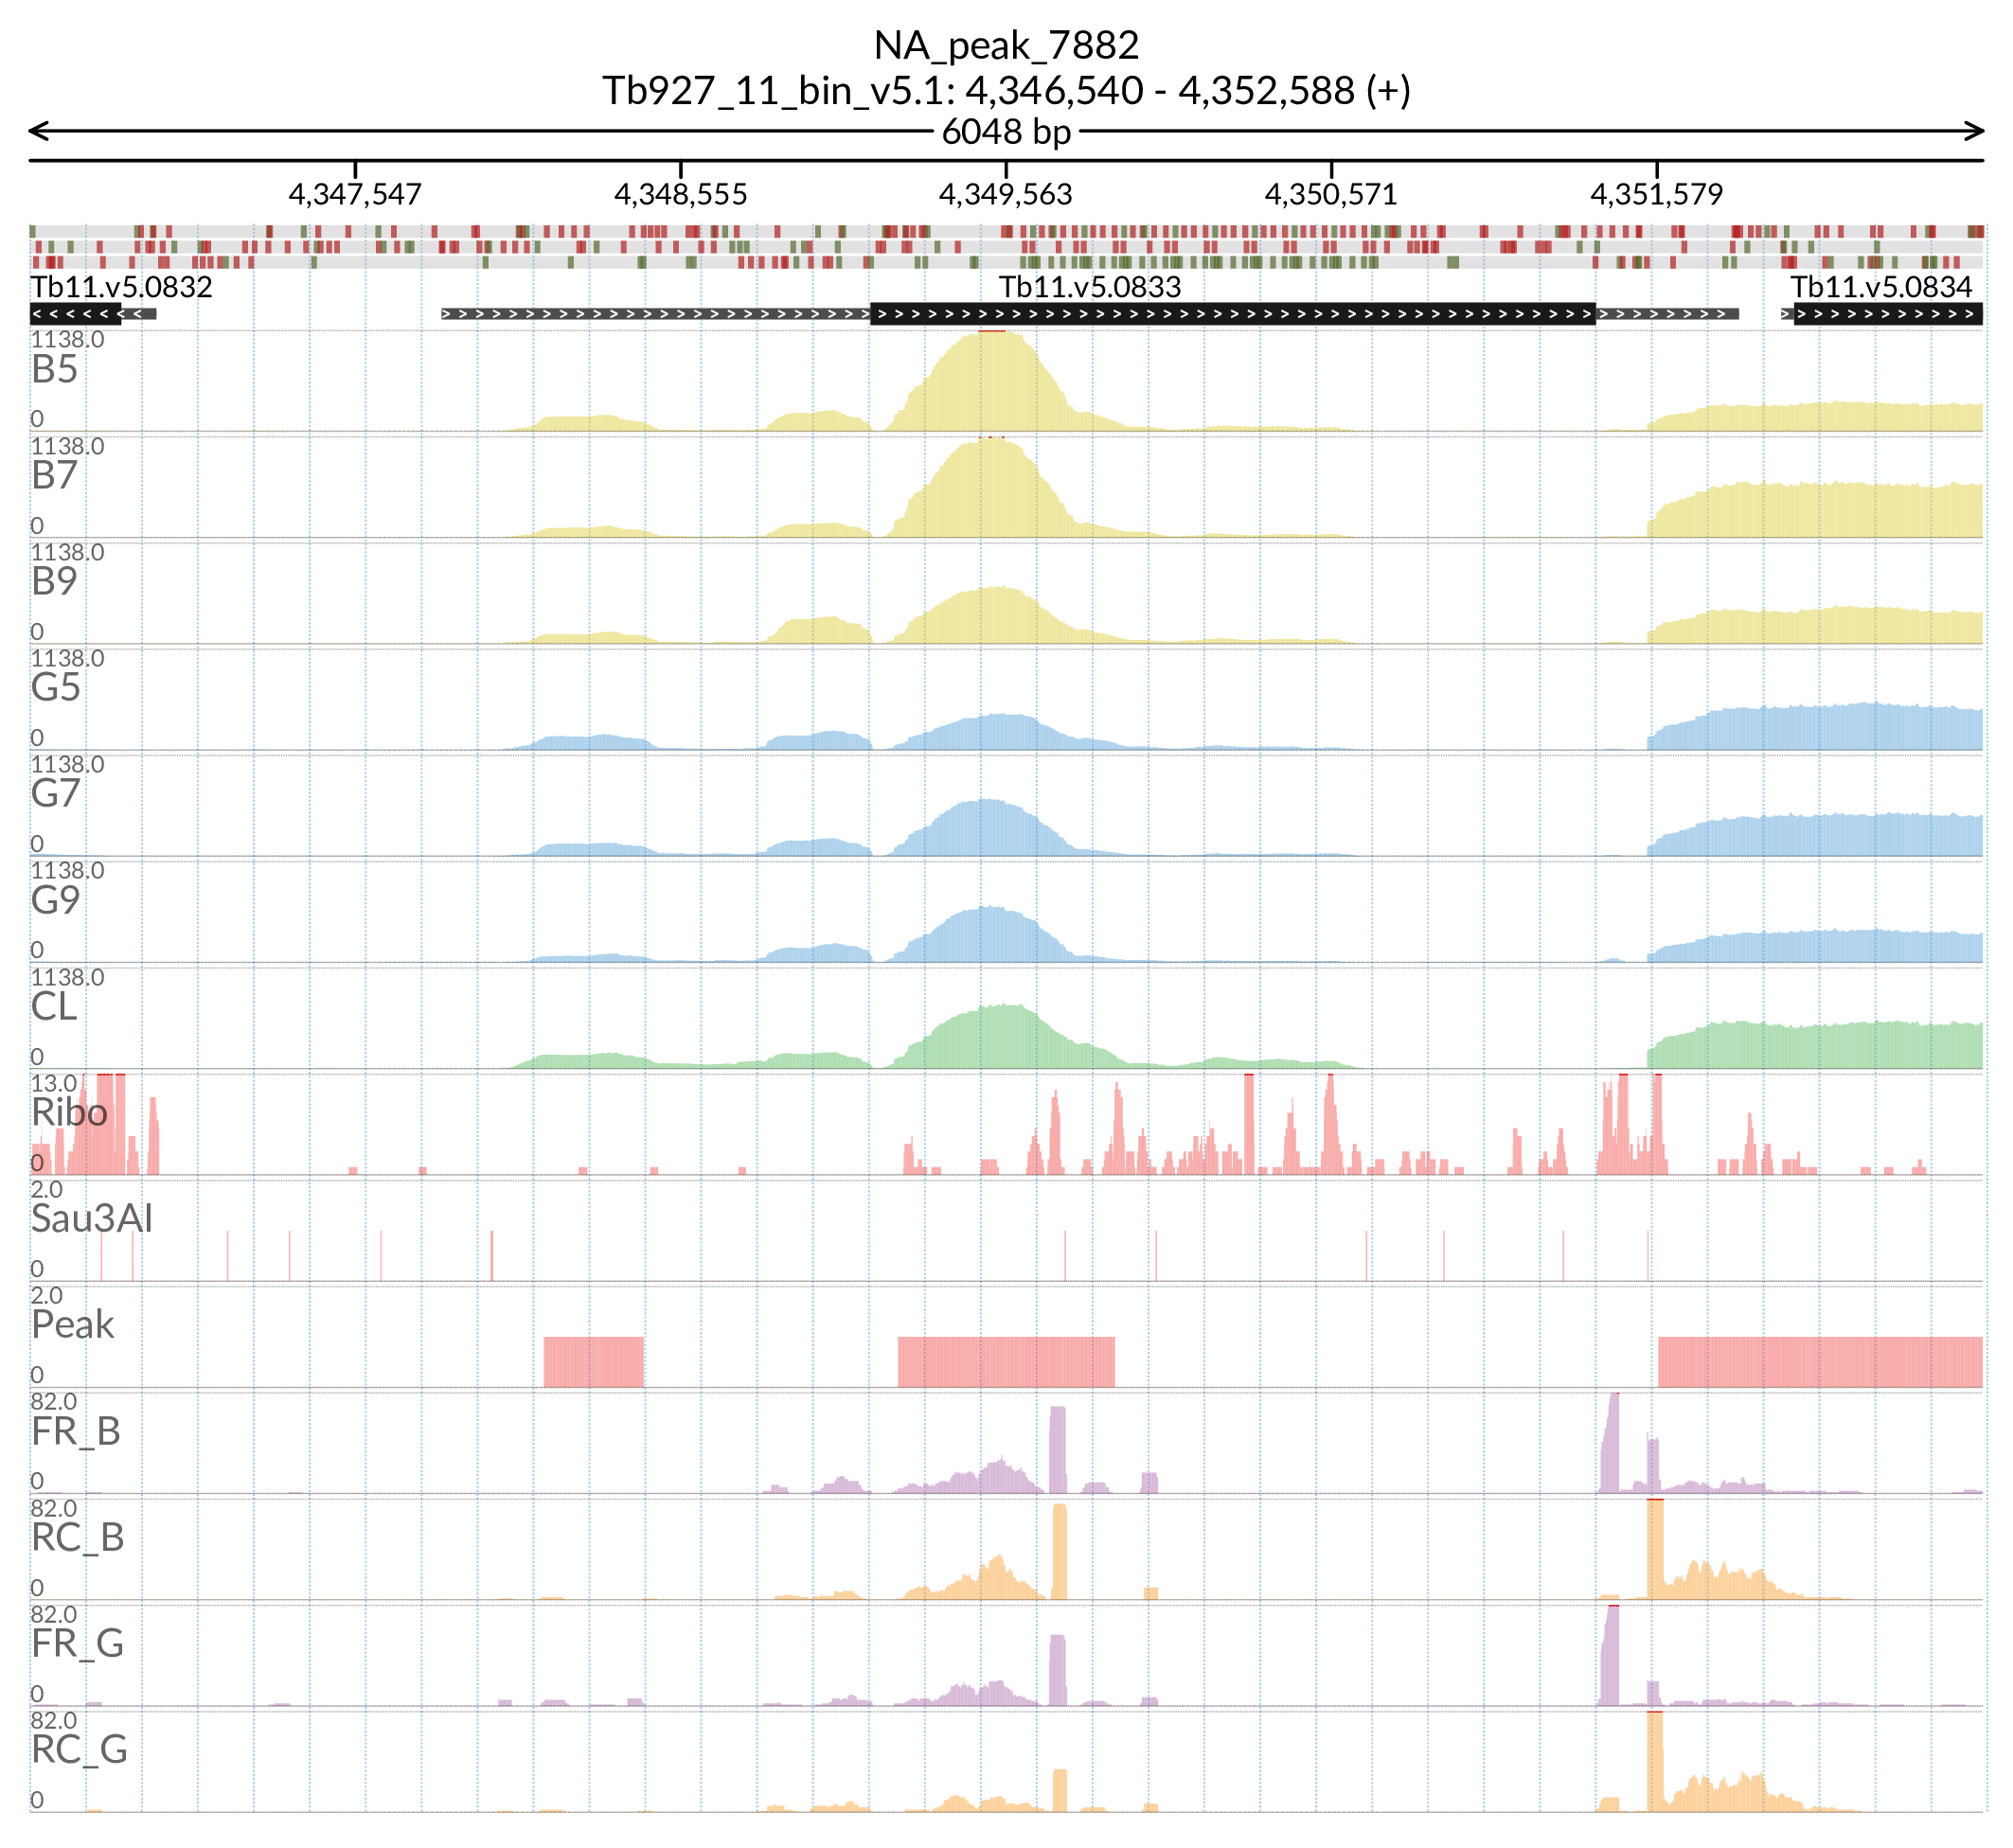 NA_peak_7882
Tb927_11_bin_v5.1: 4,346,540 - 4,352,588 (+)
6048 bp
4,347,547 4,348,555 4,349,563 4,350,571 4,351,579
Tb11.v5.0832 Tb11.v5.0833 Tb11.v5.0834
1138.0
B5
0
1138.0
B7
0
1138.0
B9
0
1138.0
G5
0
1138.0
G7
0
1138.0
G9
0
1138.0
CL
0
13.0
Ribo
0
2.0
Sau3AI
0
2.0
Peak
0
82.0
FR_B
0
82.0
RC_B
0
82.0
FR_G
0
82.0
RC_G
0